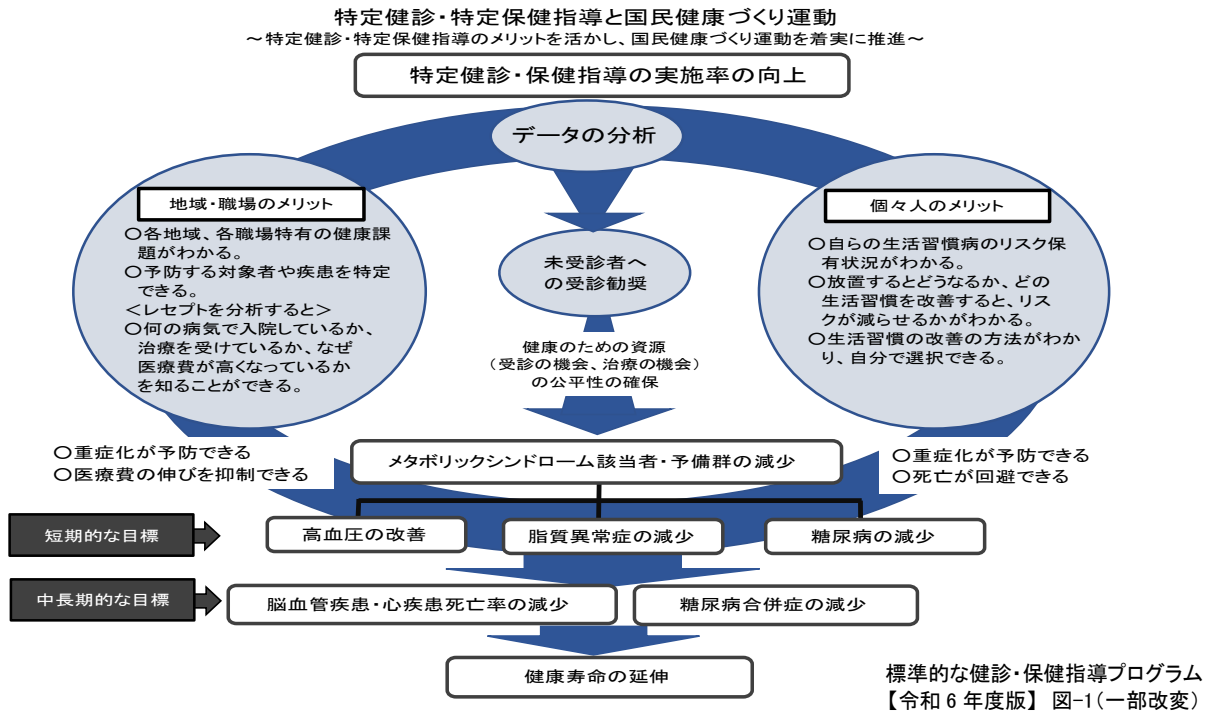 特定健診・特定保健指導と国民健康づくり運動
～特定健診・特定保健指導のメリットを活かし、国民健康づくり運動を着実に推進～
特定健診・保健指導の実施率の向上
データの分析
地域・職場のメリット
〇各地域、各職場特有の健康課
題がわかる。
〇予防する対象者や疾患を特定
できる。
＜レセプトを分析すると＞
〇何の病気で入院しているか、
治療を受けているか、なぜ
医療費が高くなっているか
を知ることができる。
未受診者へ
の受診勧奨
健康のための資源
（受診の機会、治療の機会）
の公平性の確保
個々人のメリット
〇自らの生活習慣病のリスク保
有状況がわかる。
〇放置するとどうなるか、どの
生活習慣を改善すると、リス
クが減らせるかがわかる。
〇生活習慣の改善の方法がわか
り、自分で選択できる。
〇重症化が予防できる
〇医療費の伸びを抑制できる
メタボリックシンドローム該当者・予備群の減少
〇重症化が予防できる
〇死亡が回避できる
短期的な目標
高血圧の改善
脂質異常症の減少
糖尿病の減少
中長期的な目標
脳血管疾患・心疾患死亡率の減少
糖尿病合併症の減少
健康寿命の延伸
標準的な健診・保健指導プログラム
【令和6年度版】 図-1（一部改変）